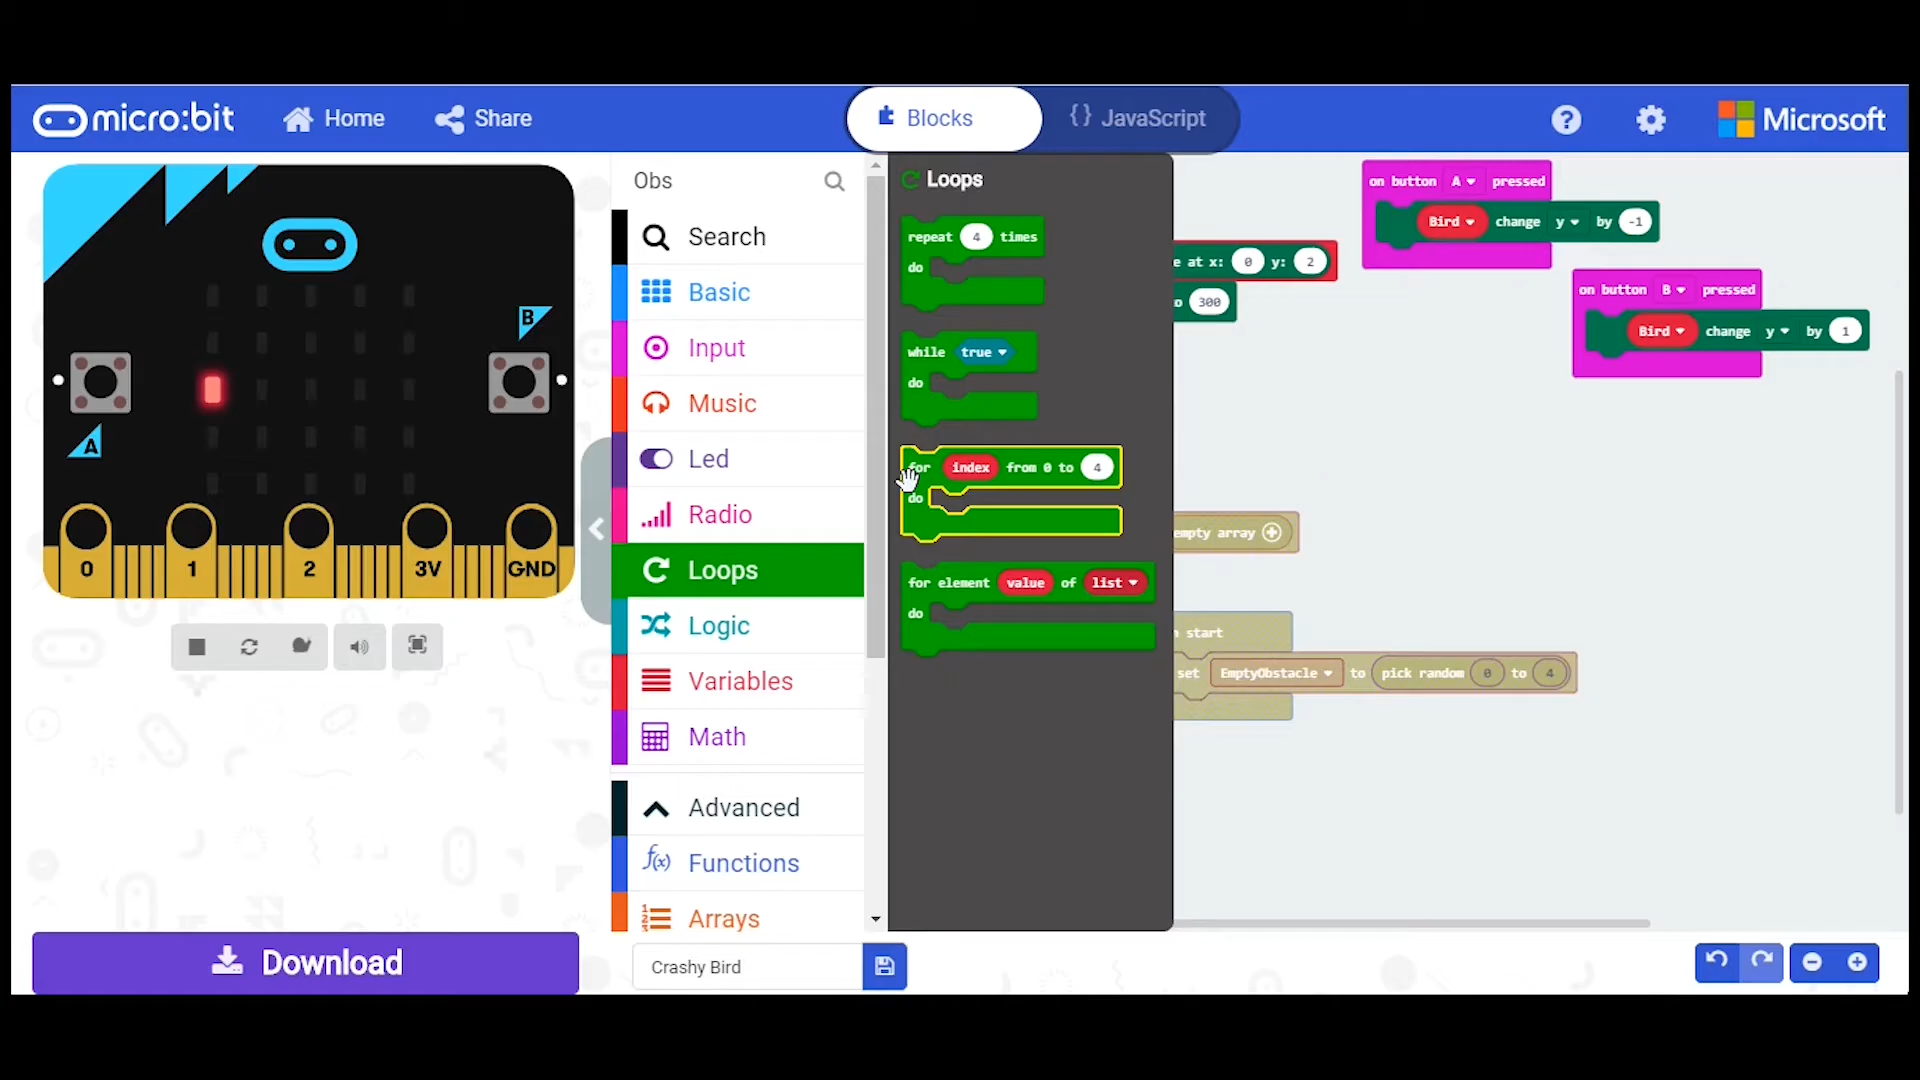 micro:bit Home Share Blocks {} JavaScript ? Microsoft
B
A
0 1 2 3V GND
Download
Obs
Search
Basic
Input
Music
Led
Radio
Loops
Logic
Variables
Math
Advanced
f(x) Functions
Arrays
Crashy Bird
Loops
repeat 4 times
do
while true
do
for index from 0 to 4
do
for element value of list
do
e at x: 0 y: 2
o 300
on button A pressed
Bird change y by -1
on button B pressed
Bird change y by 1
empty array
start
set EmptyObstacle to pick random 0 to 4